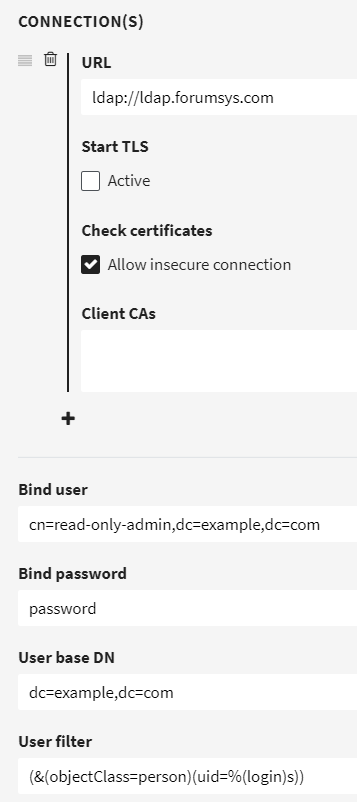 CONNECTION(S)
URL
ldap://ldap.forumsys.com
Start TLS
Active
Check certificates
Allow insecure connection
Client CAs
Bind user
cn=read-only-admin,dc=example,dc=com
Bind password
password
User base DN
dc=example,dc=com
User filter
(&(objectClass=person)(uid=%(login)s))